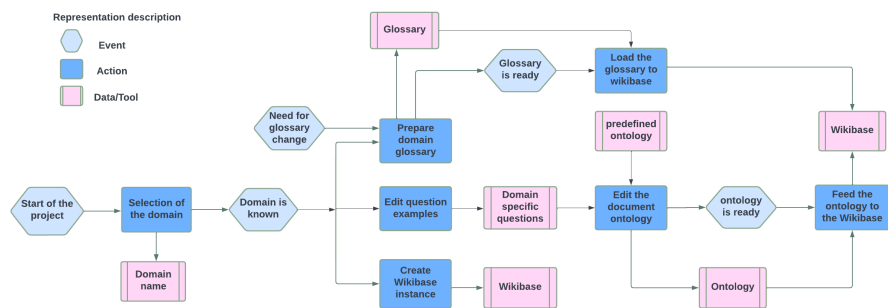 Representation description
Event
Action
Data/Tool
Glossary
Glossary
is ready
Load the
glossary to
wikibase
Need for
glossary
change
Prepare
domain
glossary
predefined
ontology
Wikibase
Start of the
project
Selection of
the domain
Domain is
known
Edit question
examples
Domain
specific
questions
Edit the
document
ontology
ontology
is ready
Feed the
ontology to
the Wikibase
Domain
name
Create
Wikibase
instance
Wikibase
Ontology